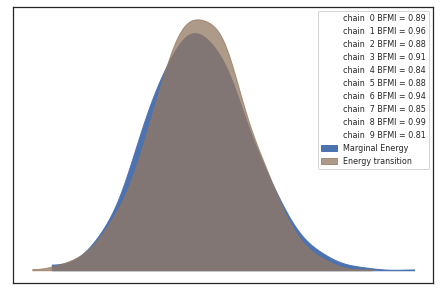 chain  0 BFMI = 0.89
chain  1 BFMI = 0.96
chain  2 BFMI = 0.88
chain  3 BFMI = 0.91
chain  4 BFMI = 0.84
chain  5 BFMI = 0.88
chain  6 BFMI = 0.94
chain  7 BFMI = 0.85
chain  8 BFMI = 0.99
chain  9 BFMI = 0.81
Marginal Energy
Energy transition